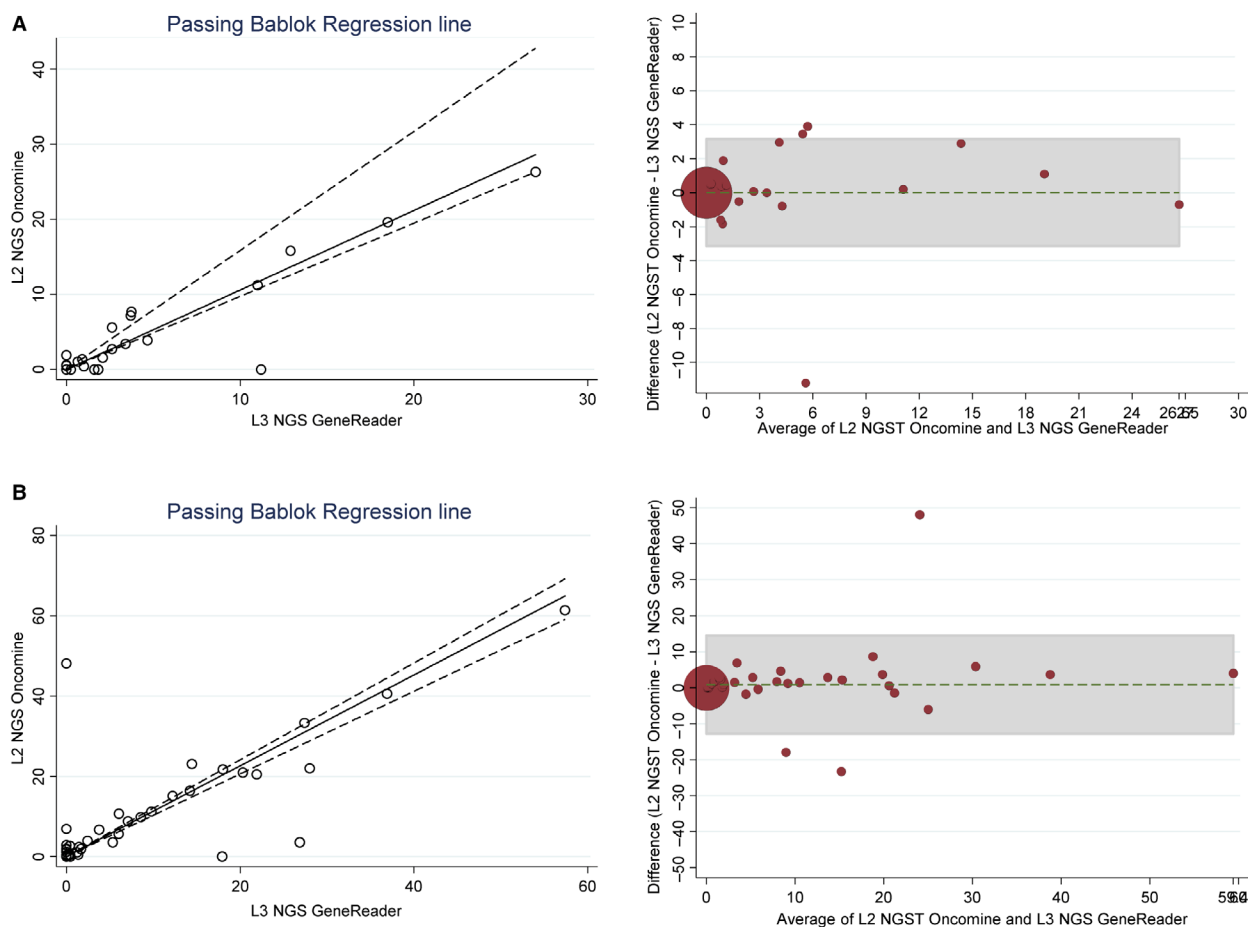 A
Passing Bablok Regression line
L2 NGS Oncomine
40
30
20
10
0
0 10 20 30
L3 NGS GeneReader
Difference (L2 NGST Oncomine - L3 NGS GeneReader)
10
8
6
4
2
0
−2
−4
−6
−8
−10
0 3 6 9 12 15 18 21 24 30
Average of L2 NGST Oncomine and L3 NGS GeneReader
B
Passing Bablok Regression line
L2 NGS Oncomine
80
60
40
20
0
0 20 40 60
L3 NGS GeneReader
Difference (L2 NGST Oncomine - L3 NGS GeneReader)
50
40
30
20
10
0
−10
−20
−30
−40
−50
0 10 20 30 40 50
Average of L2 NGST Oncomine and L3 NGS GeneReader